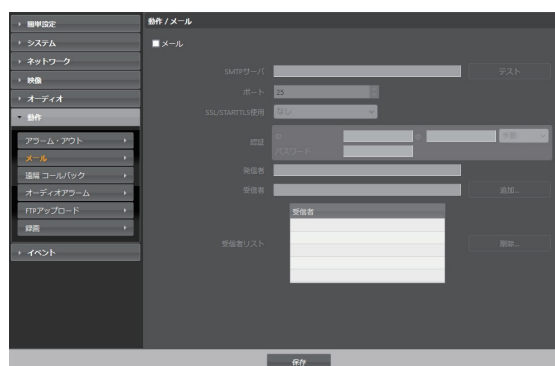 簡単設定
システム
ネットワーク
映像
オーディオ
動作
アラーム・アウト
メール
遠隔 コールバック
オーディオアラーム
FTPアップロード
録画
イベント
動作 / メール
メール
SMTPサーバ
テスト
ポート
25
SSL/STARTTLS使用
なし
認証
ID
@
手動
パスワード
発信者
受信者
追加...
受信者リスト
受信者
削除...
保存